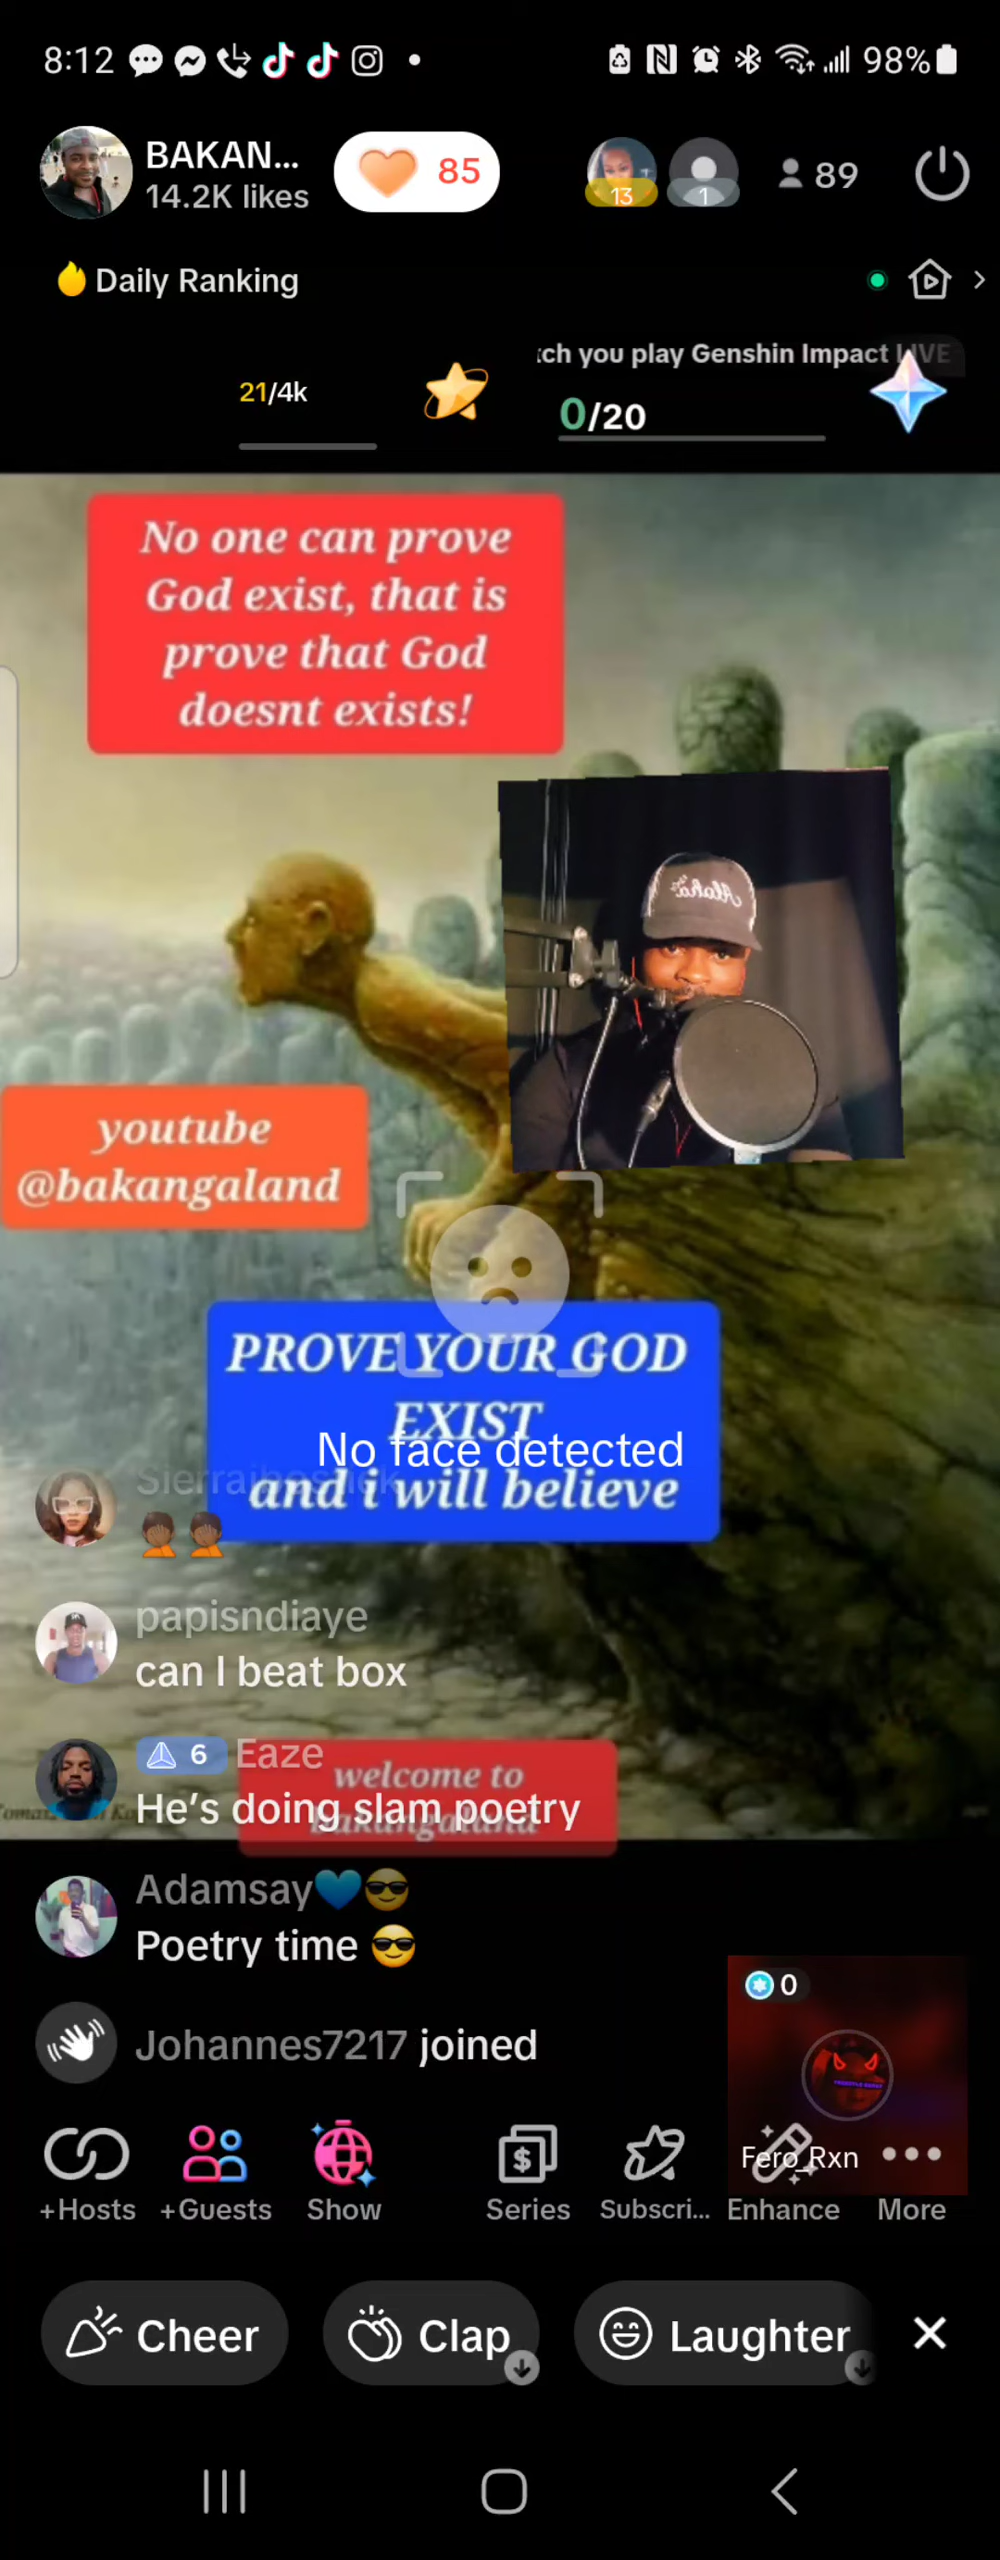 8:12
98%
BAKAN...
14.2K likes
85
13
1
89
Daily Ranking
ch you play Genshin Impact LIVE
21/4k
0/20
No one can prove
God exist, that is
prove that God
doesnt exists!
Aloha
youtube
@bakangaland
PROVE YOUR GOD
EXIST
and i will believe
No face detected
papisndiaye
can I beat box
6 Eaze
He's doing slam poetry
welcome to
bakangaland
Adamsay💙😎
Poetry time 😎
Johannes7217 joined
0
Fero_Rxn
+Hosts
+Guests
Show
Series
Subscri...
Enhance
More
Cheer
Clap
Laughter